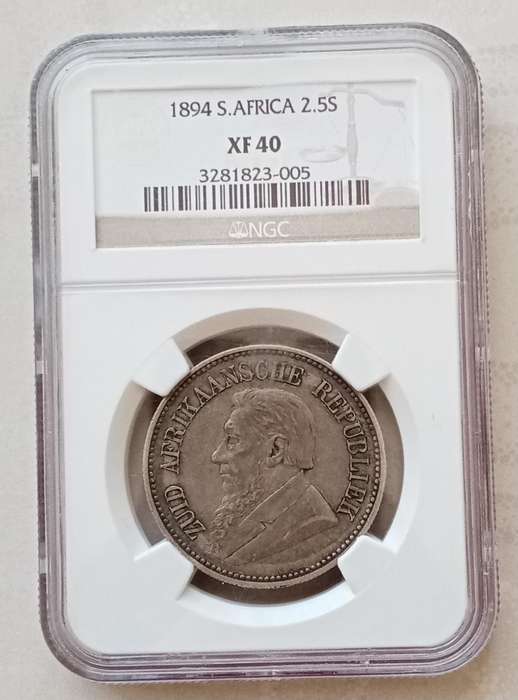 1894 S.AFRICA 2.5S
XF 40
3281823-005
NGC
ZUID AFRIKAANSCHE REPUBLIEK